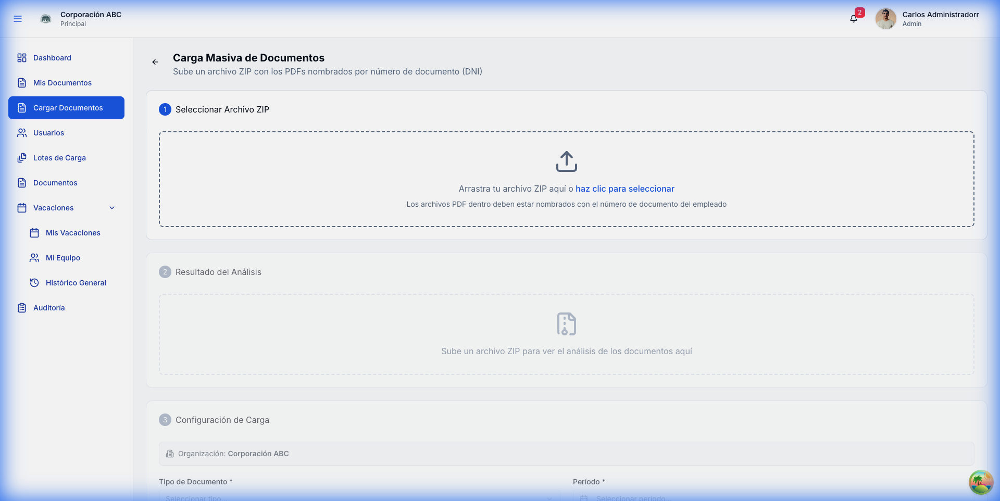 Corporación ABC
Principal
2
Carlos Administradorr
Admin
Dashboard
Mis Documentos
Cargar Documentos
Usuarios
Lotes de Carga
Documentos
Vacaciones
Mis Vacaciones
Mi Equipo
Histórico General
Auditoría
Carga Masiva de Documentos
Sube un archivo ZIP con los PDFs nombrados por número de documento (DNI)
1 Seleccionar Archivo ZIP
Arrastra tu archivo ZIP aquí o haz clic para seleccionar
Los archivos PDF dentro deben estar nombrados con el número de documento del empleado
2 Resultado del Análisis
Sube un archivo ZIP para ver el análisis de los documentos aquí
3 Configuración de Carga
Organización: Corporación ABC
Tipo de Documento *
Período *
Seleccionar tipo
Seleccionar período